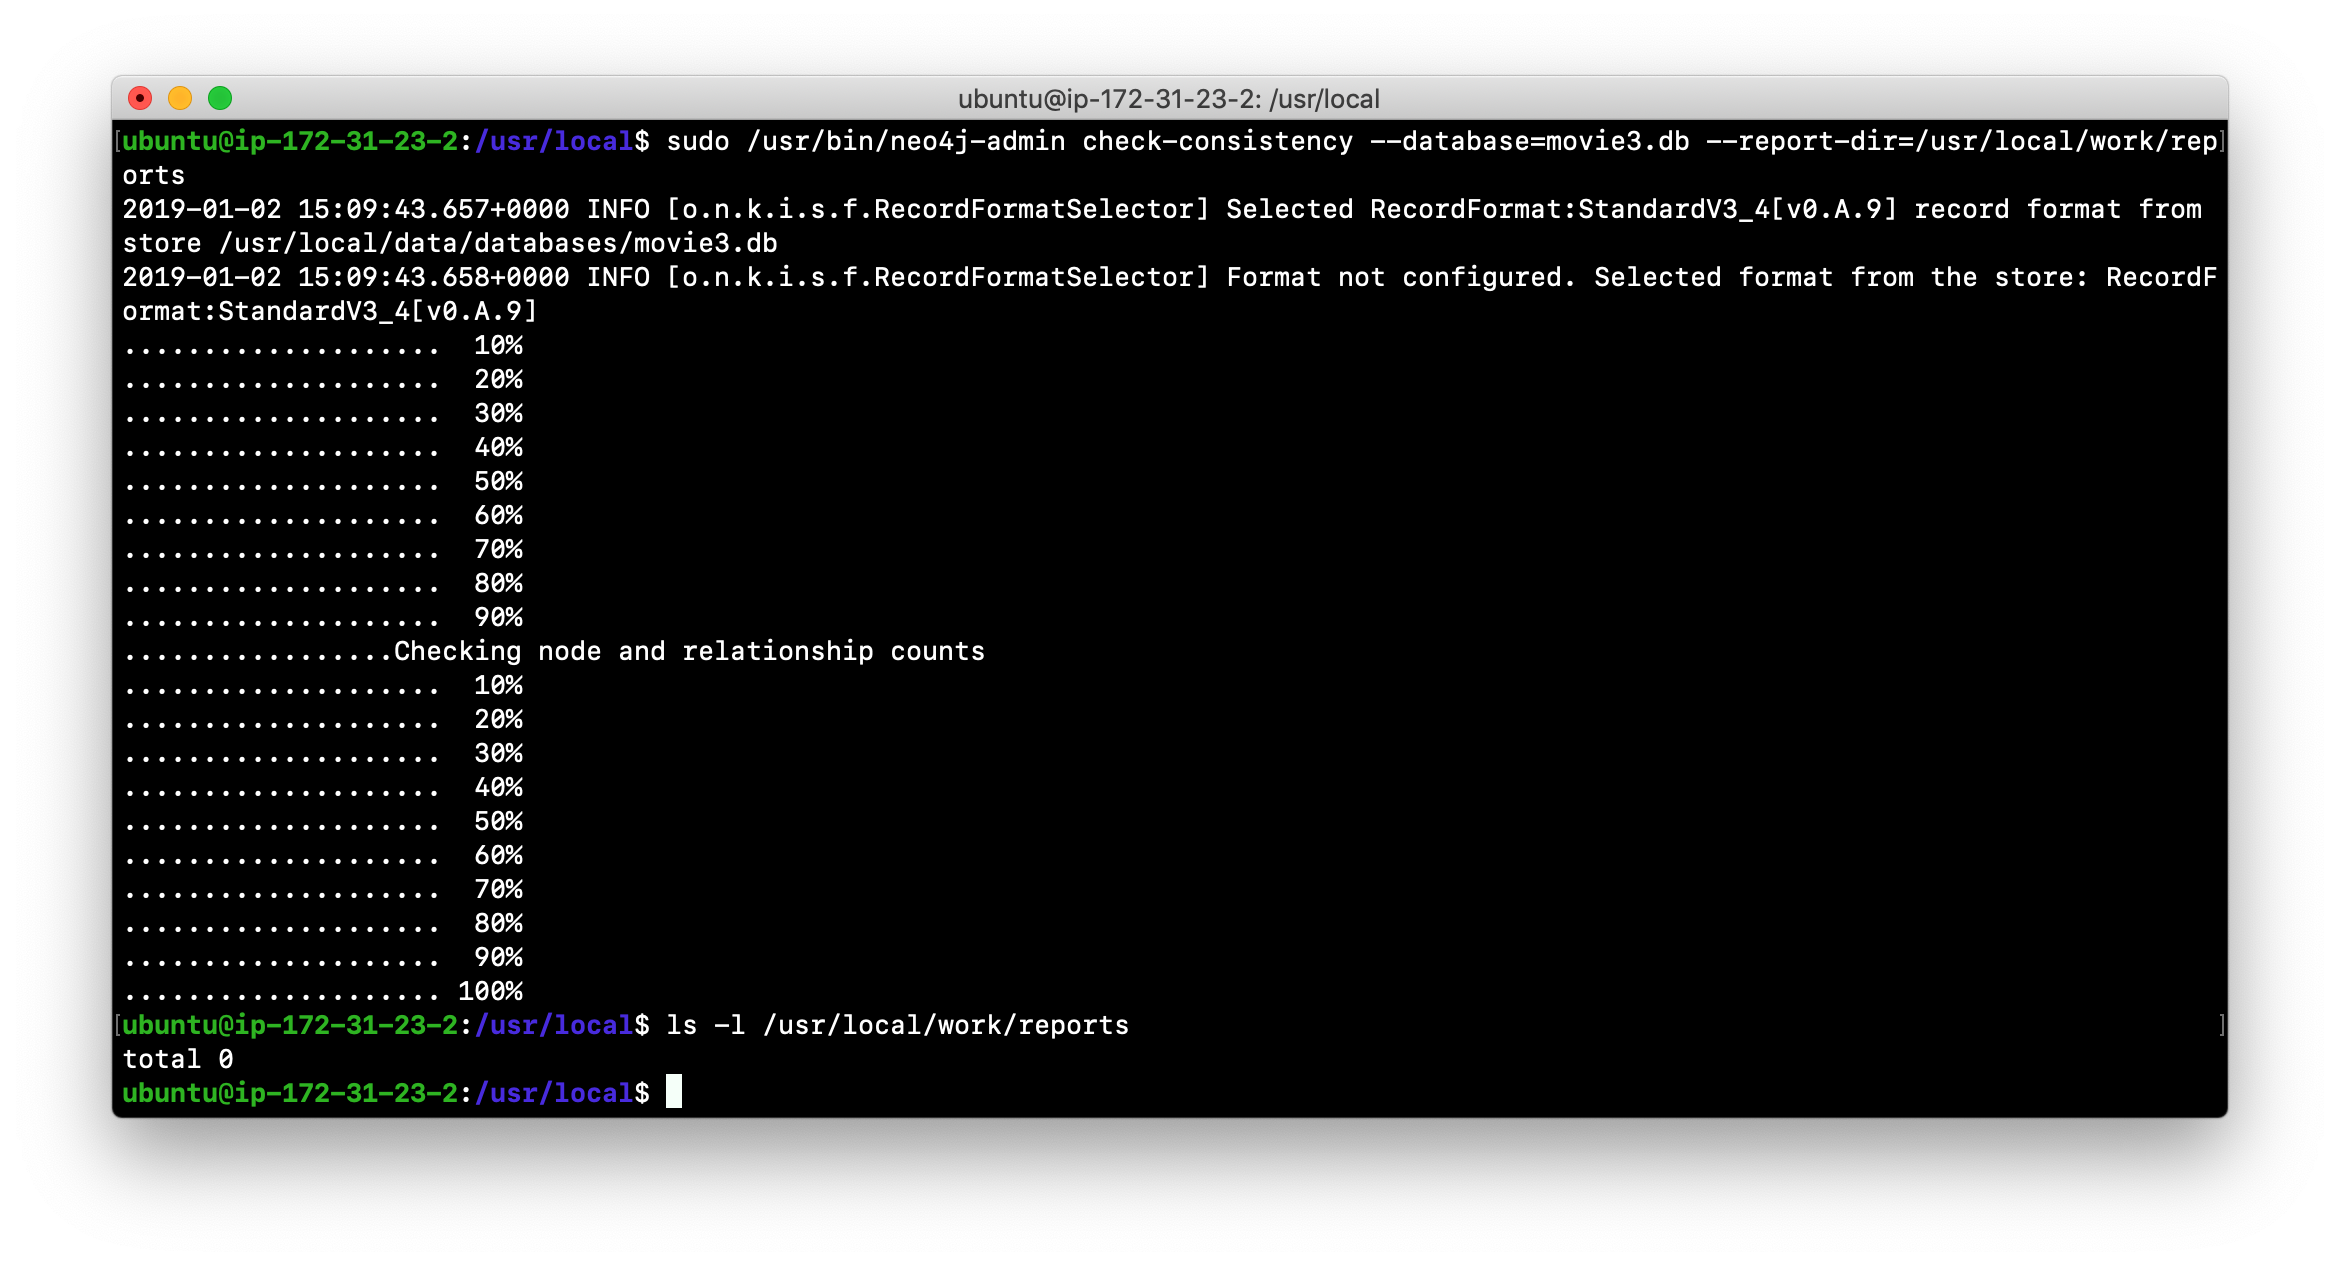 ubuntu@ip-172-31-23-2: /usr/local
[ubuntu@ip-172-31-23-2:/usr/local$ sudo /usr/bin/neo4j-admin check-consistency --database=movie3.db --report-dir=/usr/local/work/rep]
orts
2019-01-02 15:09:43.657+0000 INFO [o.n.k.i.s.f.RecordFormatSelector] Selected RecordFormat:StandardV3_4[v0.A.9] record format from
store /usr/local/data/databases/movie3.db
2019-01-02 15:09:43.658+0000 INFO [o.n.k.i.s.f.RecordFormatSelector] Format not configured. Selected format from the store: RecordF
ormat:StandardV3_4[v0.A.9]
....................  10%
....................  20%
....................  30%
....................  40%
....................  50%
....................  60%
....................  70%
....................  80%
....................  90%
.................Checking node and relationship counts
....................  10%
....................  20%
....................  30%
....................  40%
....................  50%
....................  60%
....................  70%
....................  80%
....................  90%
.................... 100%
[ubuntu@ip-172-31-23-2:/usr/local$ ls -l /usr/local/work/reports ]
total 0
ubuntu@ip-172-31-23-2:/usr/local$